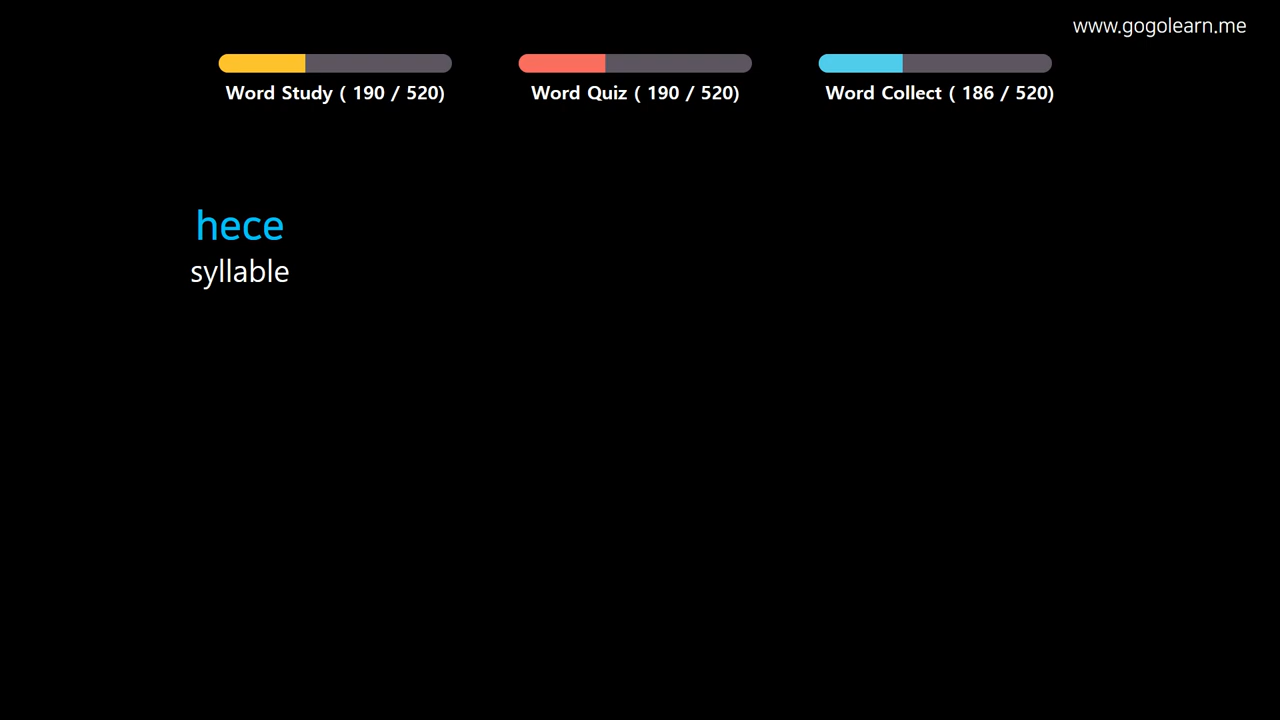 www.gogolearn.me
Word Study ( 190 / 520)
Word Quiz ( 190 / 520)
Word Collect ( 186 / 520)
hece
syllable